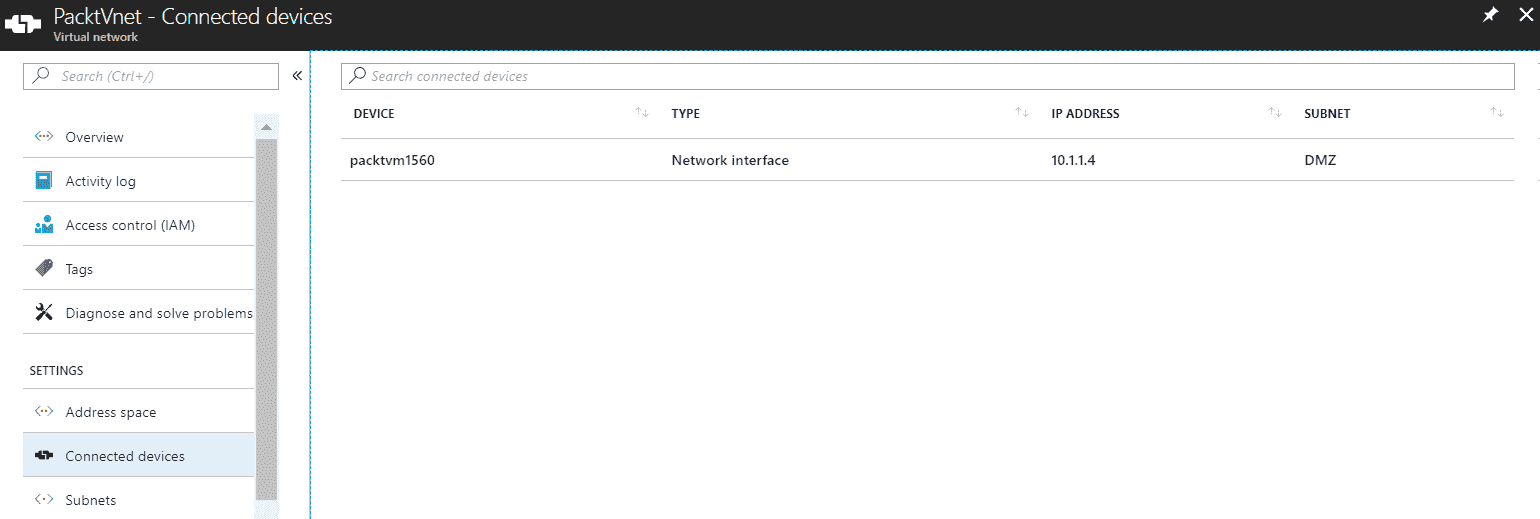 PacktVnet - Connected devices
Virtual network
Search (Ctrl+/)
Search connected devices
DEVICE TYPE IP ADDRESS SUBNET
packtvm1560 Network interface 10.1.1.4 DMZ
Overview
Activity log
Access control (IAM)
Tags
Diagnose and solve problems
SETTINGS
Address space
Connected devices
Subnets